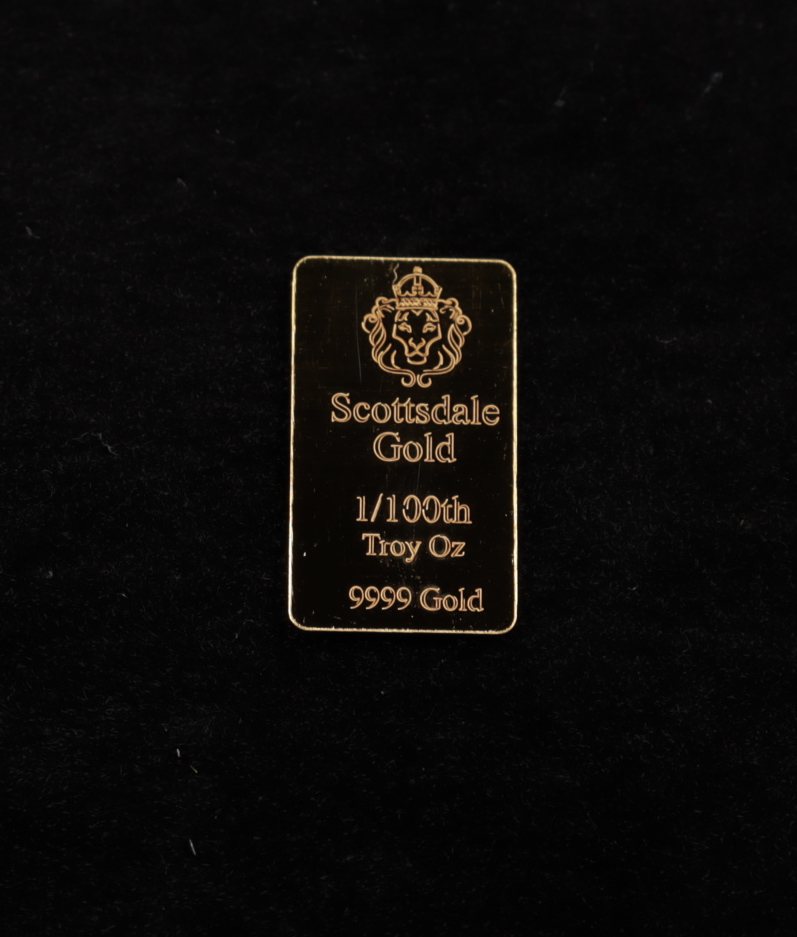 Scottsdale
Gold
1/100th
Troy Oz
9999 Gold